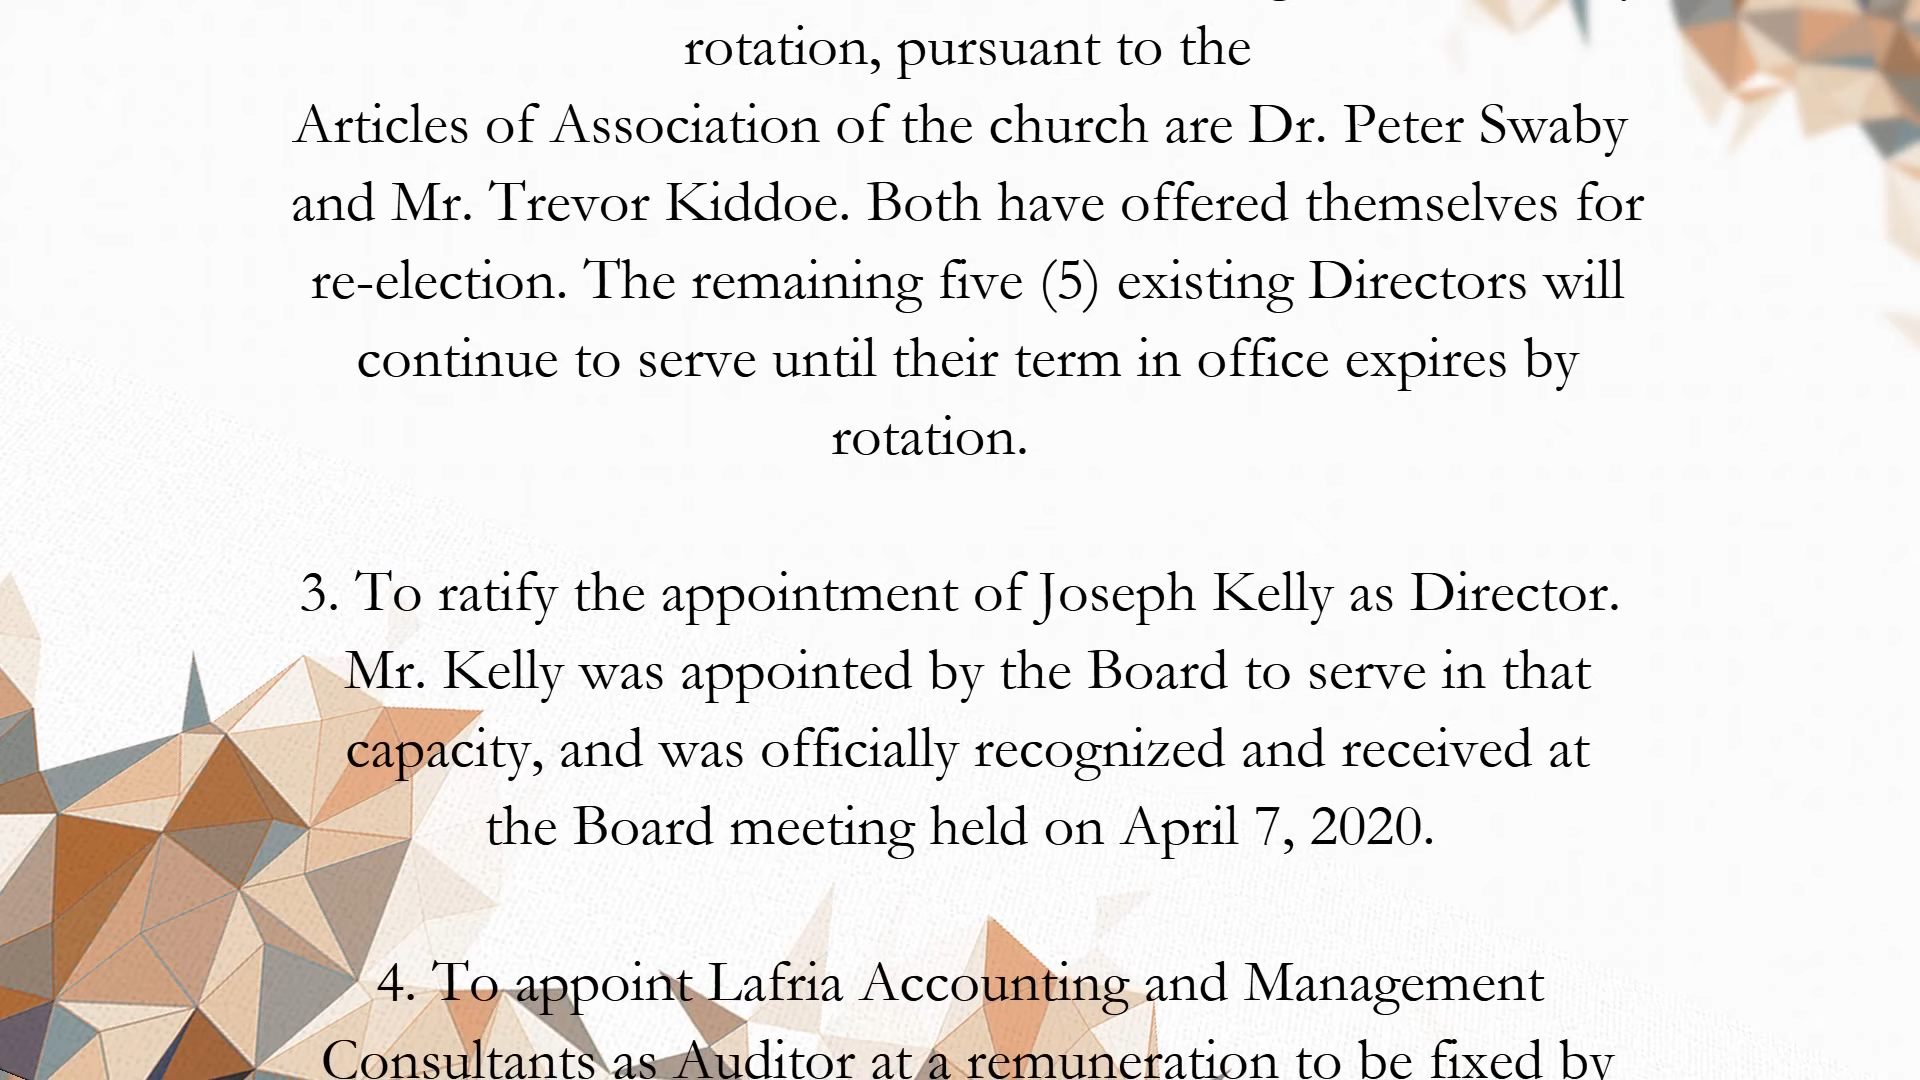 rotation, pursuant to the
Articles of Association of the church are Dr. Peter Swaby
and Mr. Trevor Kiddoe. Both have offered themselves for
re-election. The remaining five (5) existing Directors will
continue to serve until their term in office expires by
rotation.
3. To ratify the appointment of Joseph Kelly as Director.
Mr. Kelly was appointed by the Board to serve in that
capacity, and was officially recognized and received at
the Board meeting held on April 7, 2020.
4. To appoint Lafria Accounting and Management
Consultants as Auditor at a remuneration to be fixed by